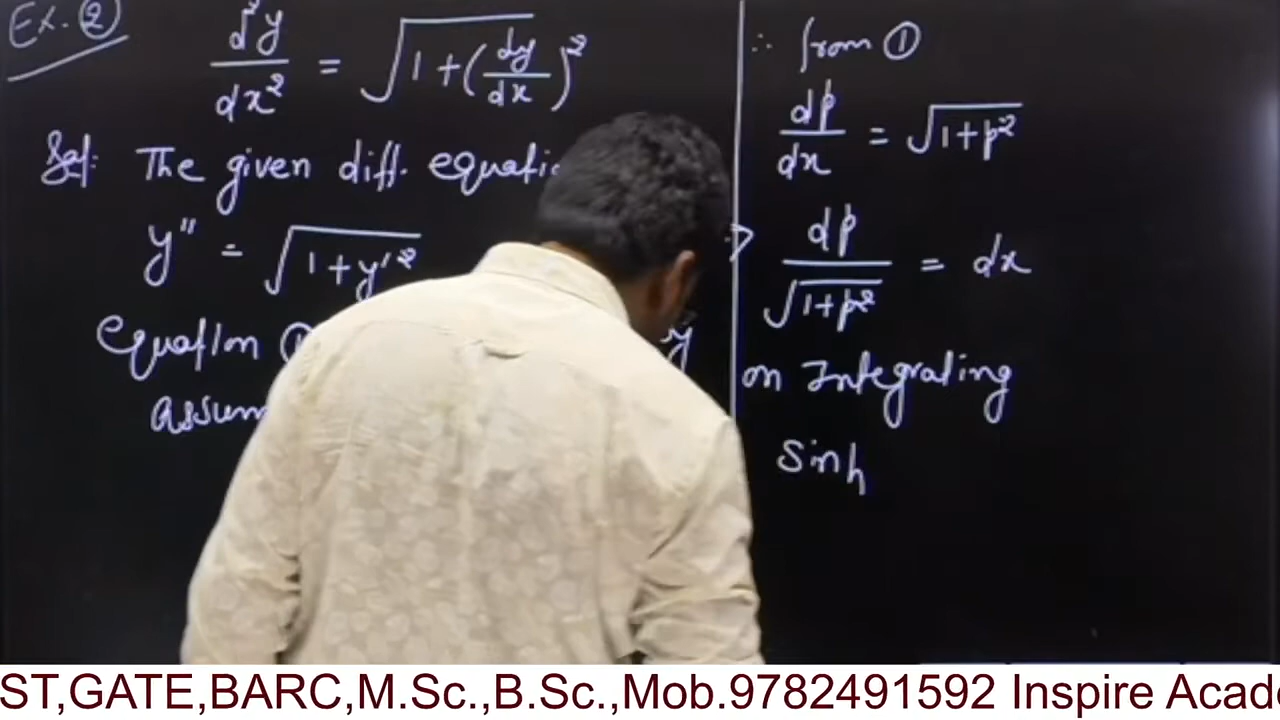 Ex. ②
d²y/dx² = √1+(dy/dx)²
Sol: The given diff. equatio
y'' = √1+y'²
Equation ①
Assum
∴ from ①
dp/dx = √1+p²
⇒ dp/√1+p² = dx
on Integrating
Sinh
ST,GATE,BARC,M.Sc.,B.Sc.,Mob.9782491592 Inspire Acad